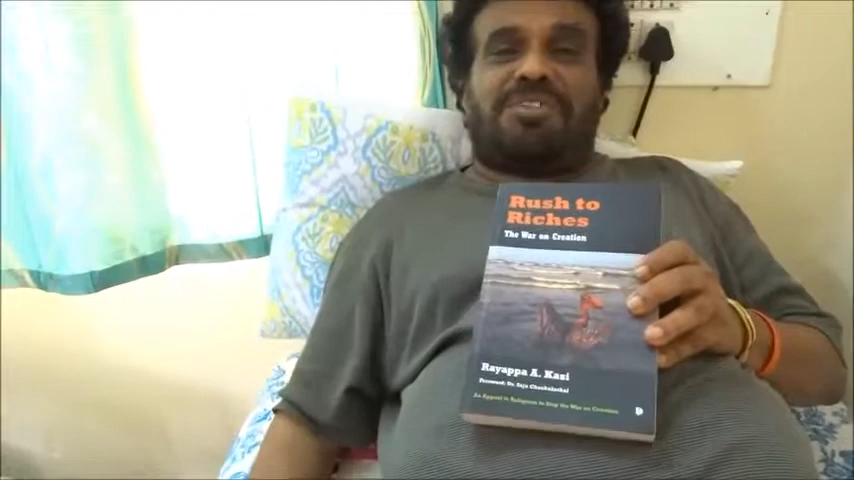 Rush to
Riches
The War on Creation
Rayappa A. Kasi
Foreword: Dr. Saju Chackalackal
An Appeal to Religions to Stop the War on Creation